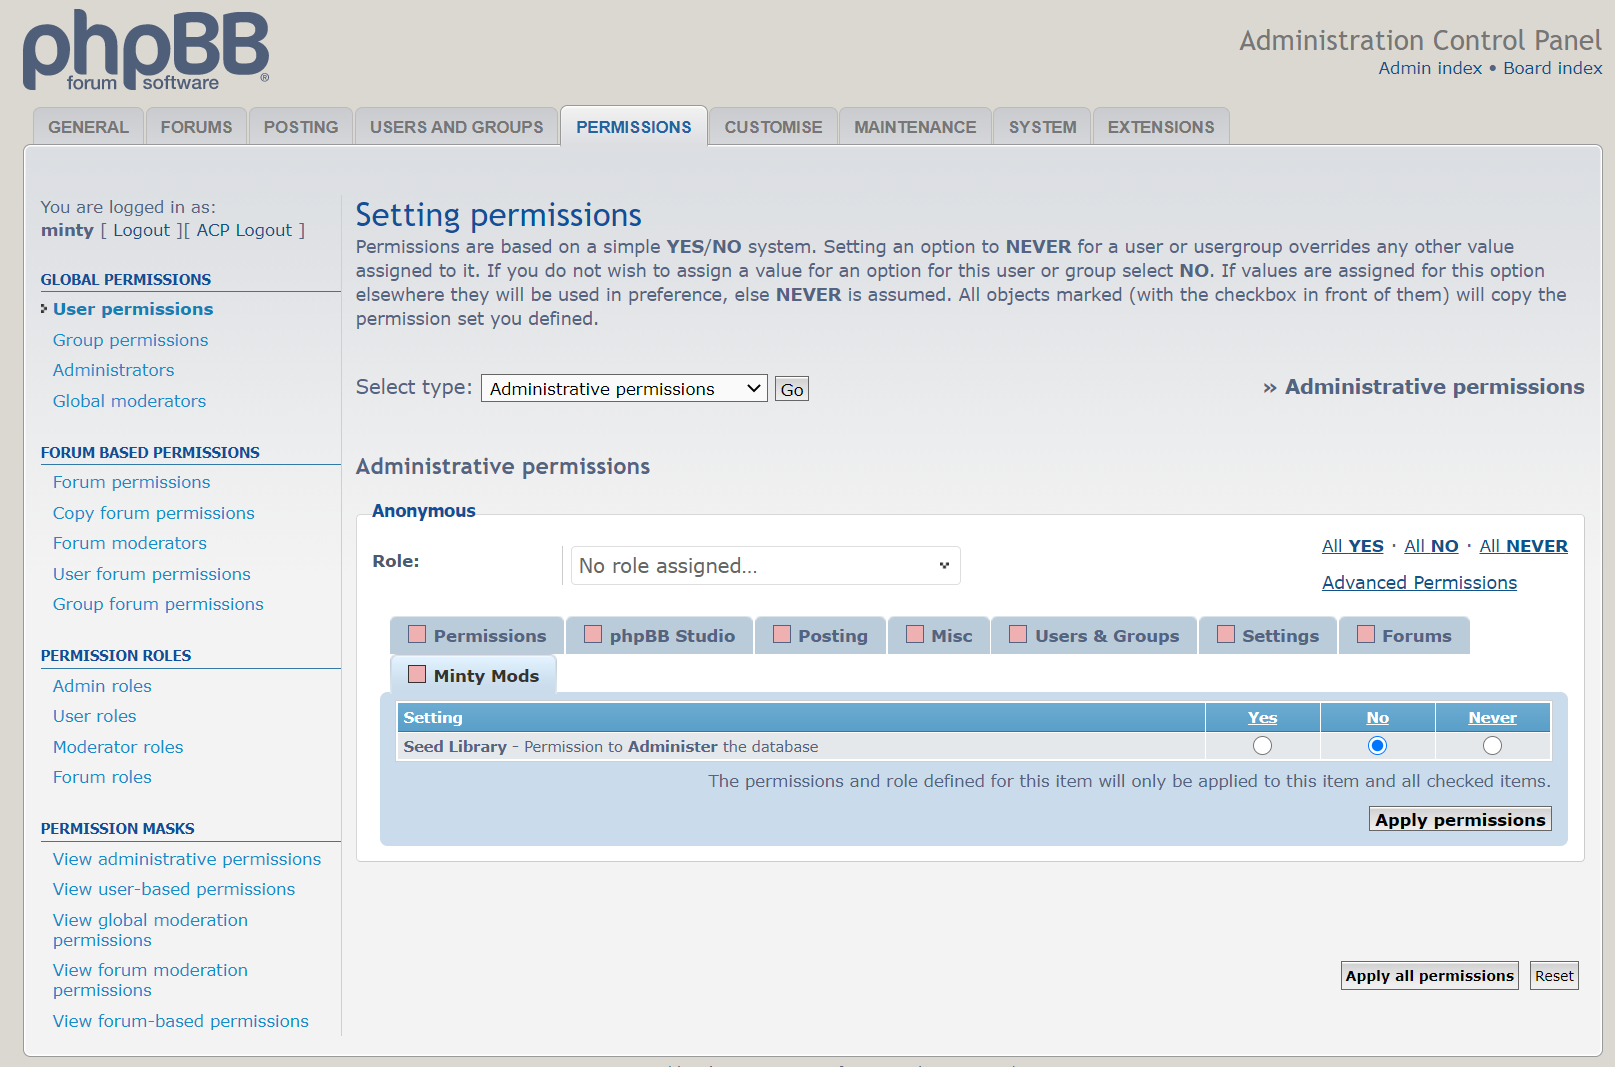 phpBB
forum software ®
Administration Control Panel
Admin index • Board index
GENERAL
FORUMS
POSTING
USERS AND GROUPS
PERMISSIONS
CUSTOMISE
MAINTENANCE
SYSTEM
EXTENSIONS
You are logged in as:
minty [ Logout ][ ACP Logout ]
GLOBAL PERMISSIONS
User permissions
Group permissions
Administrators
Global moderators
FORUM BASED PERMISSIONS
Forum permissions
Copy forum permissions
Forum moderators
User forum permissions
Group forum permissions
PERMISSION ROLES
Admin roles
User roles
Moderator roles
Forum roles
PERMISSION MASKS
View administrative permissions
View user-based permissions
View global moderation
permissions
View forum moderation
permissions
View forum-based permissions
Setting permissions
Permissions are based on a simple YES/NO system. Setting an option to NEVER for a user or usergroup overrides any other value
assigned to it. If you do not wish to assign a value for an option for this user or group select NO. If values are assigned for this option
elsewhere they will be used in preference, else NEVER is assumed. All objects marked (with the checkbox in front of them) will copy the
permission set you defined.
Select type: Administrative permissions Go
» Administrative permissions
Administrative permissions
Anonymous
Role: No role assigned...
All YES · All NO · All NEVER
Advanced Permissions
Permissions
phpBB Studio
Posting
Misc
Users & Groups
Settings
Forums
Minty Mods
Setting Yes No Never
Seed Library - Permission to Administer the database
The permissions and role defined for this item will only be applied to this item and all checked items.
Apply permissions
Apply all permissions Reset